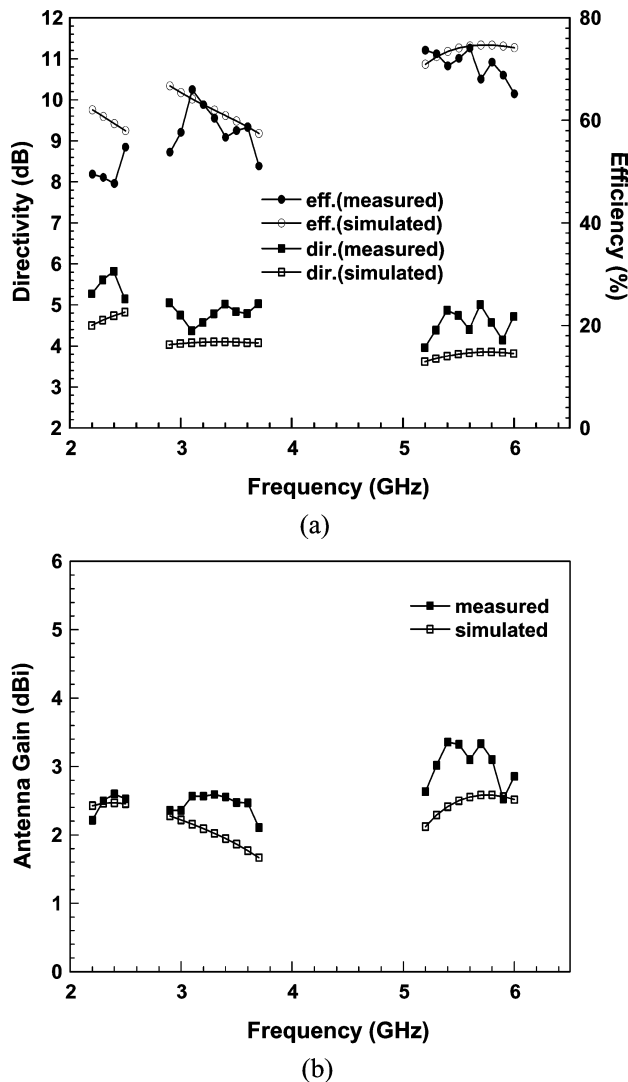 12
11
10
9
8
7
6
5
4
3
2
Directivity (dB)
80
60
40
20
0
Efficiency (%)
eff.(measured)
eff.(simulated)
dir.(measured)
dir.(simulated)
2 3 4 5 6
Frequency (GHz)
(a)
6
5
4
3
2
1
0
Antenna Gain (dBi)
measured
simulated
2 3 4 5 6
Frequency (GHz)
(b)